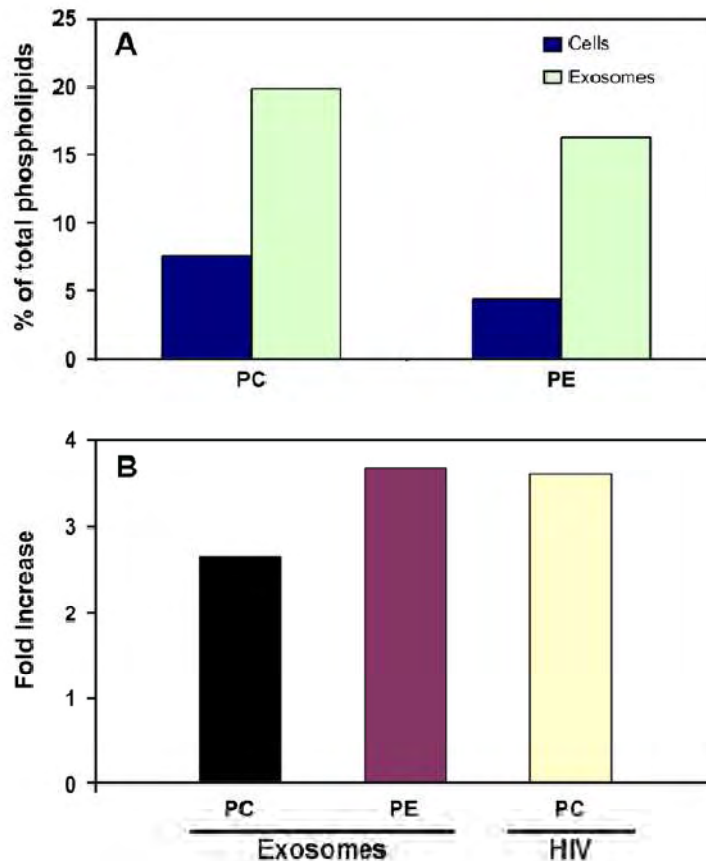 A
Cells
Exosomes
25
20
15
10
5
0
% of total phospholipids
PC PE
B
4
3
2
1
0
Fold Increase
PC PE PC
Exosomes HIV